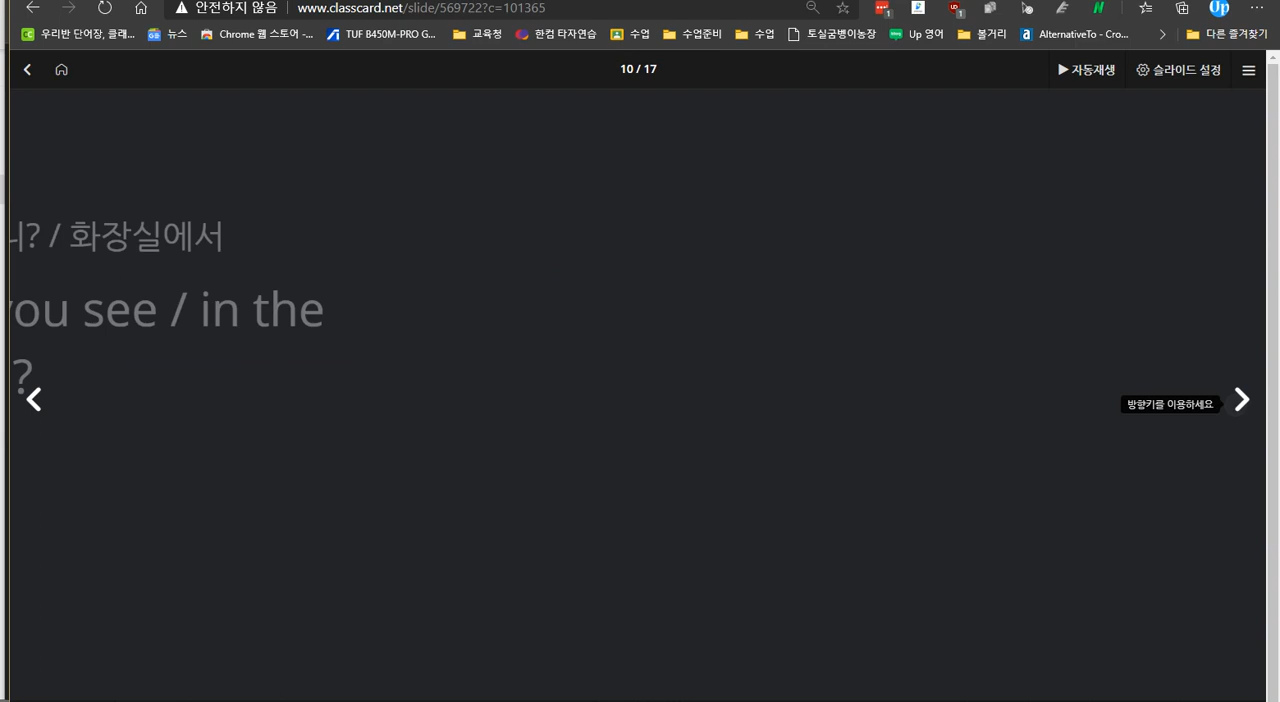 안전하지 않음 www.classcard.net/slide/569722?c=101365
우리반 단어장, 클래... 뉴스 Chrome 웹 스토어 -... TUF B450M-PRO G... 교육청 한컴 타자연습 수업 수업준비 수업 토실굼벵이농장 Up 영어 볼거리 AlternativeTo - Cro... 다른 즐겨찾기
10 / 17 자동재생 슬라이드 설정
니? / 화장실에서
you see / in the
?
방향키를 이용하세요